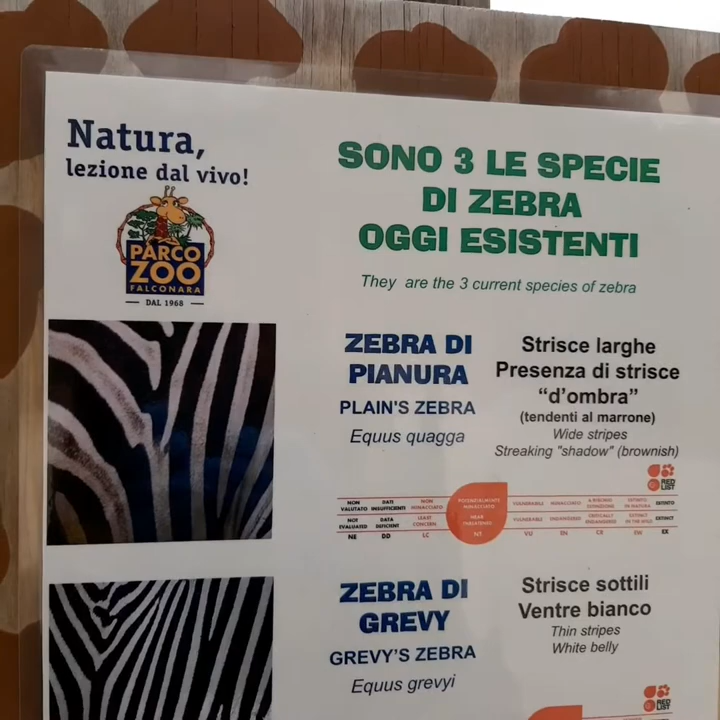 Natura,
lezione dal vivo!
PARCO
ZOO
FALCONARA
DAL 1968
SONO 3 LE SPECIE
DI ZEBRA
OGGI ESISTENTI
They are the 3 current species of zebra
ZEBRA DI
PIANURA
PLAIN'S ZEBRA
Equus quagga
Strisce larghe
Presenza di strisce
“d’ombra”
(tendenti al marrone)
Wide stripes
Streaking "shadow" (brownish)
RED
LIST
NON VALUTATO DATI INSUFFICIENTI NON MINACCIATO POTENZIALMENTE MINACCIATO VULNERABILE MINACCIATO ESTINTO IN NATURA ESTINTO
NOT EVALUATED DATA DEFICIENT LEAST CONCERN NEAR THREATENED VULNERABLE ENDANGERED CRITICALLY ENDANGERED EXTINCT IN THE WILD EXTINCT
NE DD LC NT VU EN CR EW EX
ZEBRA DI
GREVY
GREVY'S ZEBRA
Equus grevyi
Strisce sottili
Ventre bianco
Thin stripes
White belly
RED
LIST